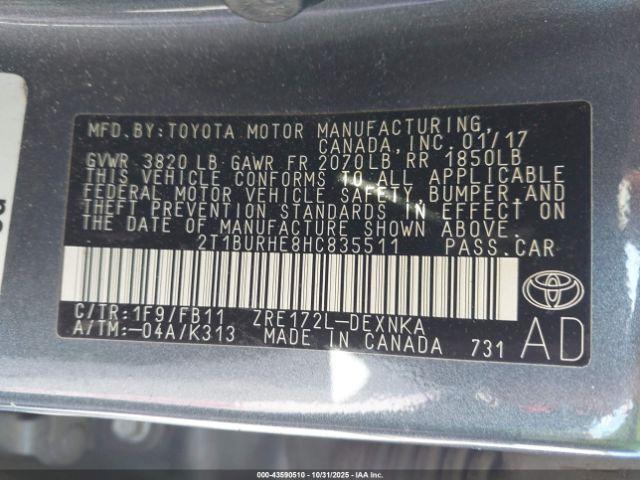 MFD. BY: TOYOTA MOTOR MANUFACTURING,
CANADA, INC. 01/17
GVWR 3820 LB GAWR FR 2070LB RR 1850LB
THIS VEHICLE CONFORMS TO ALL APPLICABLE
FEDERAL MOTOR VEHICLE SAFETY, BUMPER, AND
THEFT PREVENTION STANDARDS IN EFFECT ON
THE DATE OF MANUFACTURE SHOWN ABOVE.
2T1BURHE8HC835511 PASS. CAR
C/TR: 1F9/FB11 ZRE172L-DEXNKA
A/TM: -04A/K313 MADE IN CANADA 731
AD
000-43590510 | 10/31/2025 | IAAI.COM